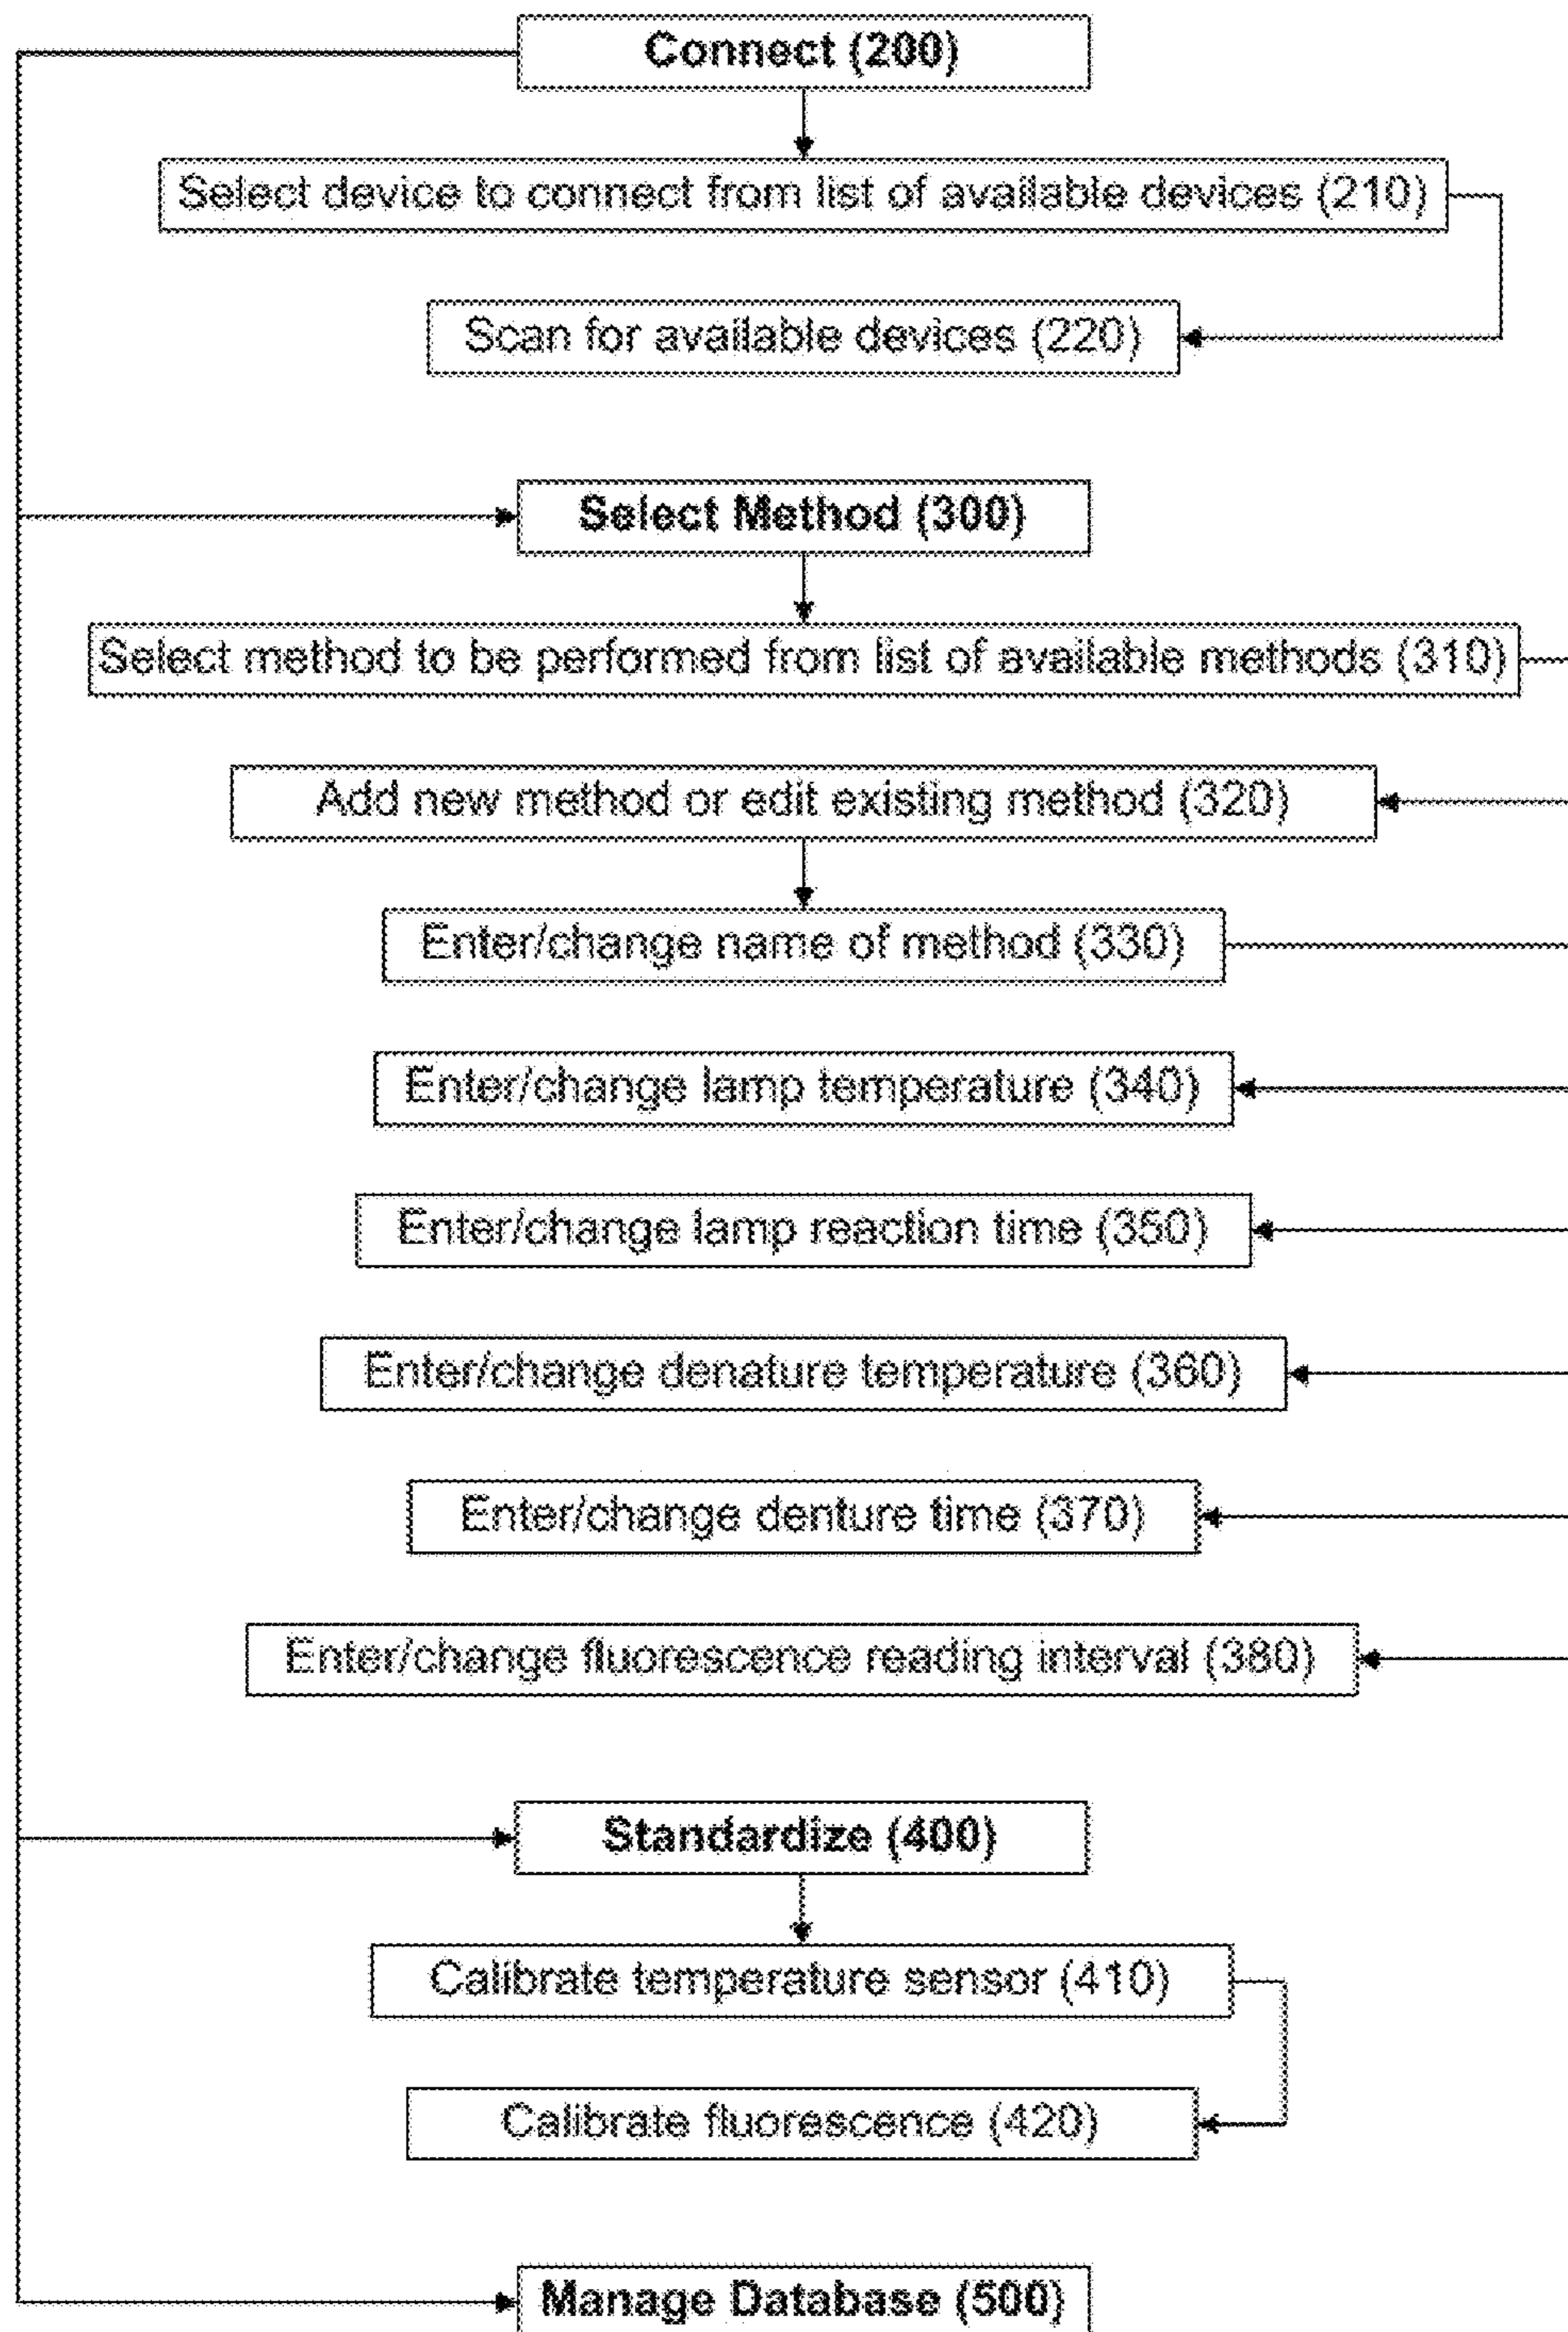 Connect (200)
Select device to connect from list of available devices (210)
Scan for available devices (220)
Select Method (300)
Select method to be performed from list of available methods (310)
Add new method or edit existing method (320)
Enter/change name of method (330)
Enter/change lamp temperature (340)
Enter/change lamp reaction time (350)
Enter/change denature temperature (360)
Enter/change denture time (370)
Enter/change fluorescence reading interval (380)
Standardize (400)
Calibrate temperature sensor (410)
Calibrate fluorescence (420)
Manage Database (500)